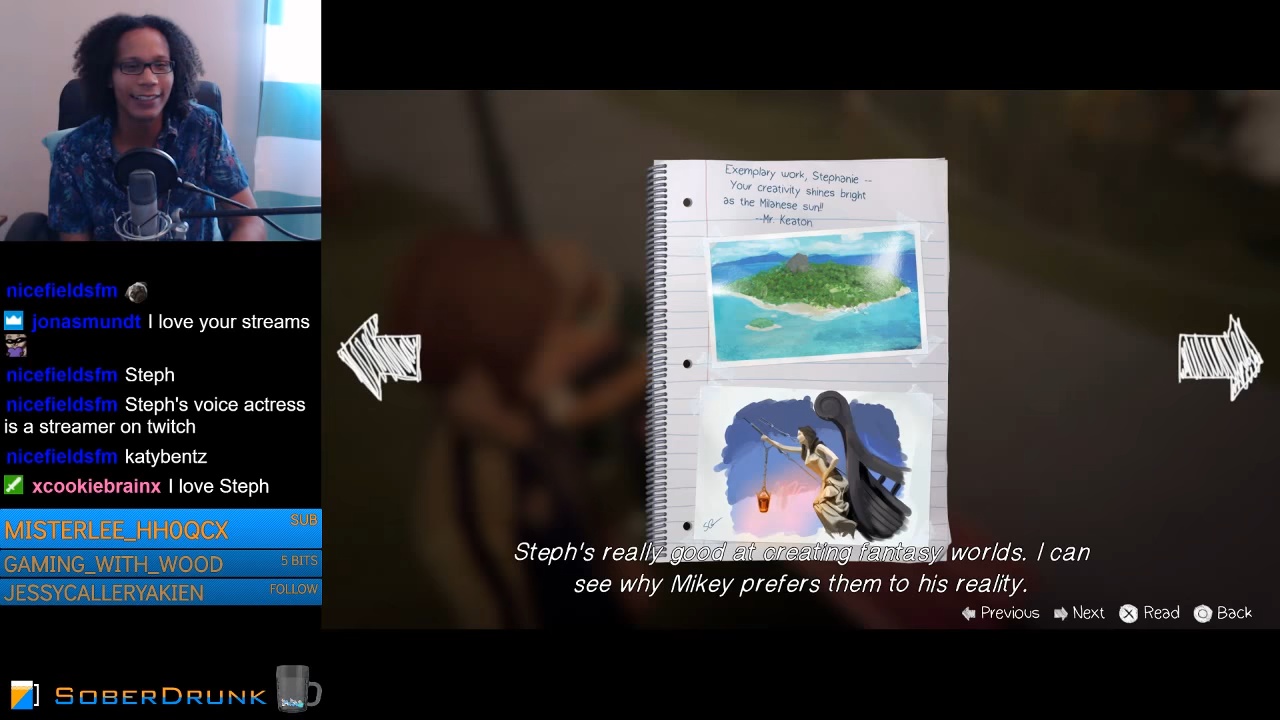 nicefieldsfm
jonasmundt I love your streams
nicefieldsfm Steph
nicefieldsfm Steph's voice actress
is a streamer on twitch
nicefieldsfm katybentz
xcookiebrainx I love Steph
MISTERLEE_HH0QCX SUB
GAMING_WITH_WOOD 5 BITS
JESSYCALLERYAKIEN FOLLOW
SOBERDRUNK
Exemplary work, Stephanie --
Your creativity shines bright
as the Milanese sun!!
--Mr. Keaton
SG
Steph's really good at creating fantasy worlds. I can
see why Mikey prefers them to his reality.
Previous Next Read Back